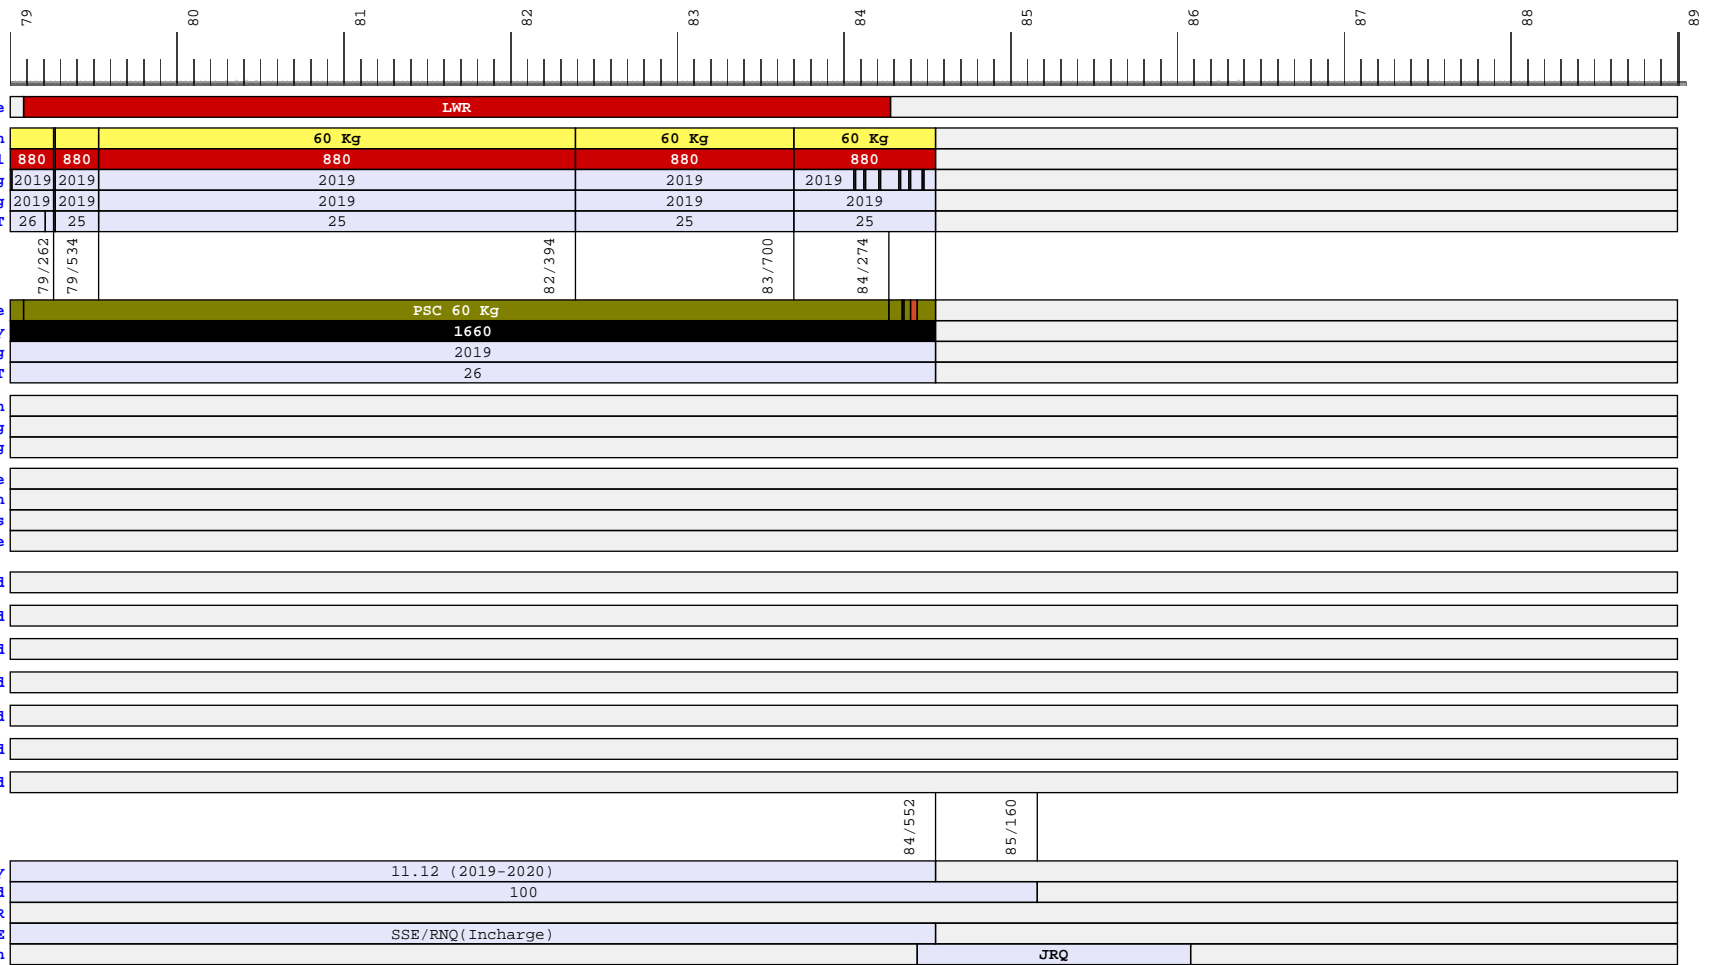 79 80 81 82 83 84 85 86 87 88 89
e LWR
n 60 Kg 60 Kg 60 Kg
l 880 880 880 880 880
g 2019 2019 2019 2019 2019
g 2019 2019 2019 2019 2019
T 26 25 25 25 25
79/262 79/534 82/394 83/700 84/274
e PSC 60 Kg
y 1660
g 2019
T 26
n
g
g
e
n
s
e
d
d
d
d
d
d
d
84/552 85/160
y 11.12 (2019-2020)
d 100
R
E SSE/RNQ(Incharge)
n JRQ